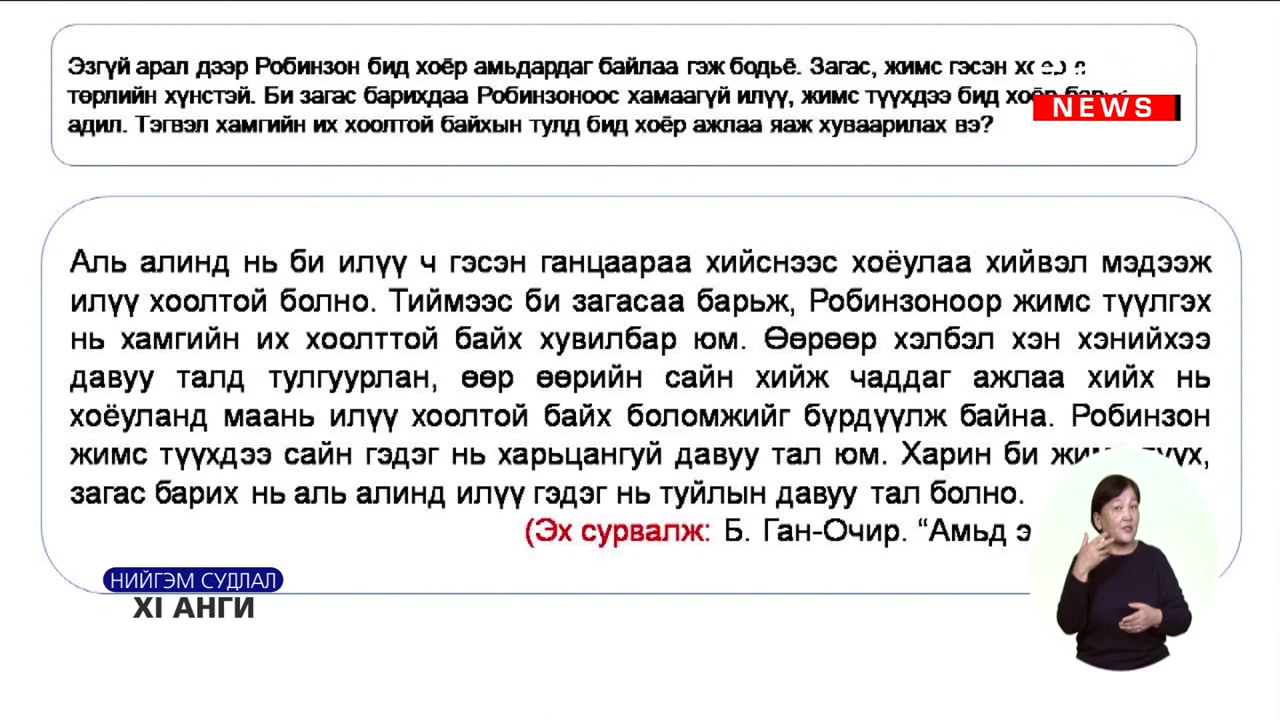 Эзгүй арал дээр Робинзон бид хоёр амьдардаг байлаа гэж бодьё. Загас, жимс гэсэн
төрлийн хүнстэй. Би загас барихдаа Робинзоноос хамаагүй илүү, жимс түүхдээ бид хоёр
NEWS
адил. Тэгвэл хамгийн их хоолтой байхын тулд бид хоёр ажлаа яаж хуваарилах вэ?
Аль алинд нь би илүү ч гэсэн ганцаараа хийснээс хоёулаа хийвэл мэдээж
илүү хоолтой болно. Тиймээс би загасаа барьж, Робинзоноор жимс түүлгэх
нь хамгийн их хоолттой байх хувилбар юм. Өөрөөр хэлбэл хэн хэнийхээ
давуу талд тулгуурлан, өөр өөрийн сайн хийж чаддаг ажлаа хийх нь
хоёуланд маань илүү хоолтой байх боломжийг бүрдүүлж байна. Робинзон
жимс түүхдээ сайн гэдэг нь харьцангуй давуу тал юм. Харин би
загас барих нь аль алинд илүү гэдэг нь туйлын давуу тал болно.
(Эх сурвалж: Б. Ган-Очир. “Амьд
НИЙГЭМ СУДЛАЛ
XI АНГИ